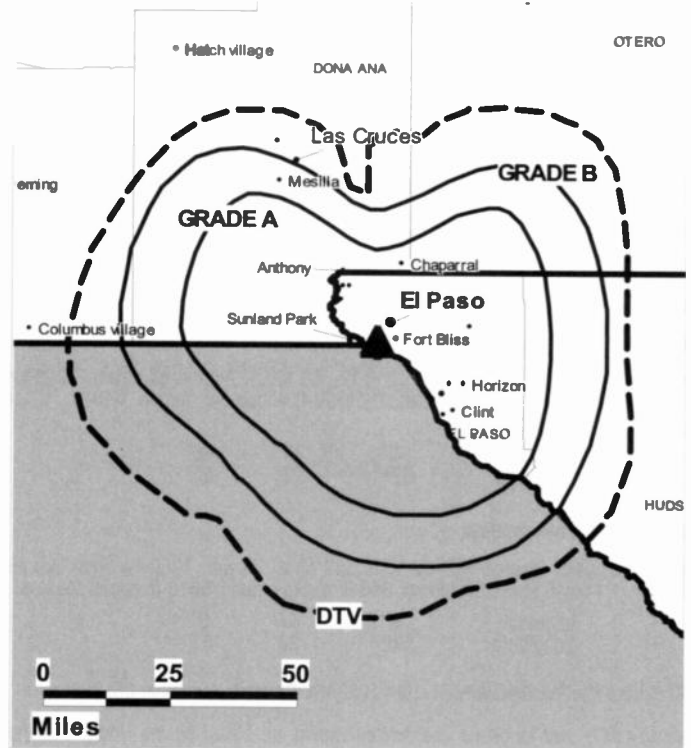 Hatch village
OTERO
DONA ANA
Las Cruces
erning
Mesilla
GRADE B
GRADE A
Anthony
Chaparral
El Paso
Sunland Park
Columbus village
Fort Bliss
Horizon
Clint
EL PASO
HUDS
DTV
0 25 50
Miles